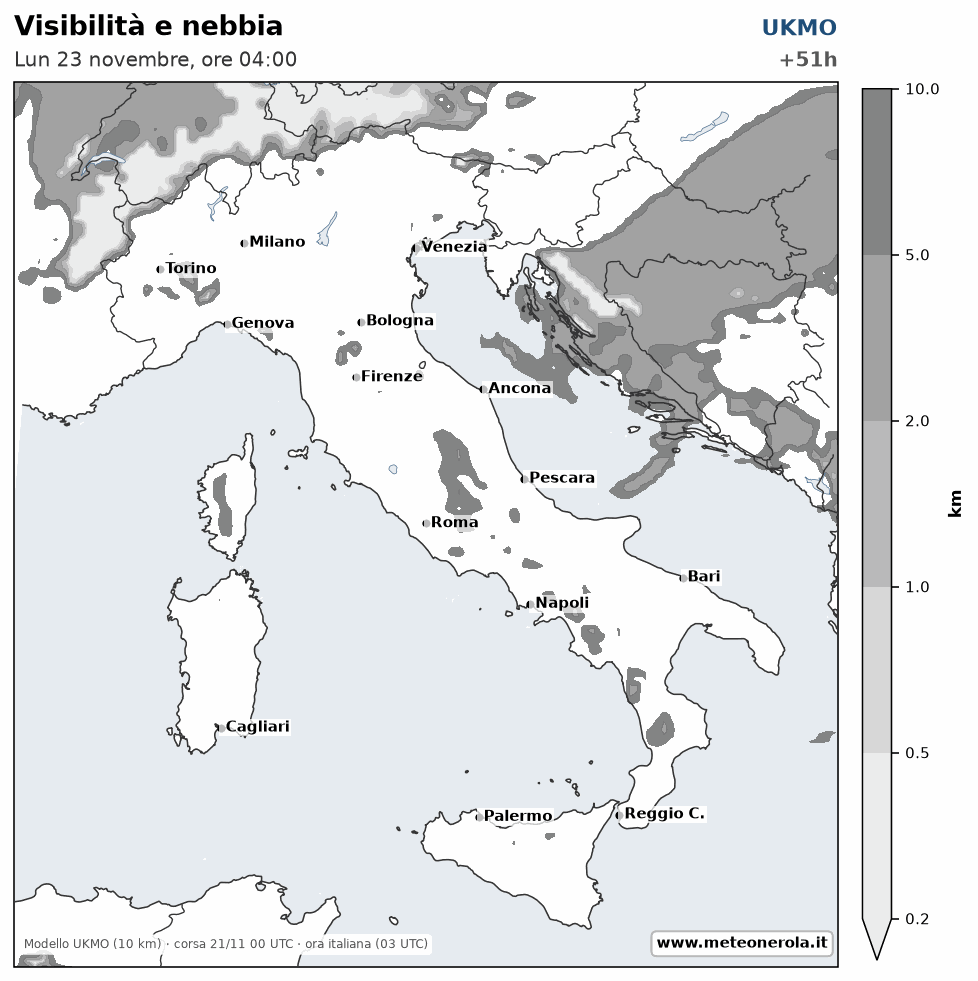 Visibilità e nebbia
UKMO
Lun 23 novembre, ore 04:00
+51h
10.0
5.0
2.0
1.0
0.5
0.2
km
Milano
Venezia
Torino
Genova
Bologna
Firenze
Ancona
Pescara
Roma
Bari
Napoli
Cagliari
Palermo
Reggio C.
Modello UKMO (10 km) · corsa 21/11 00 UTC · ora italiana (03 UTC)
www.meteonerola.it